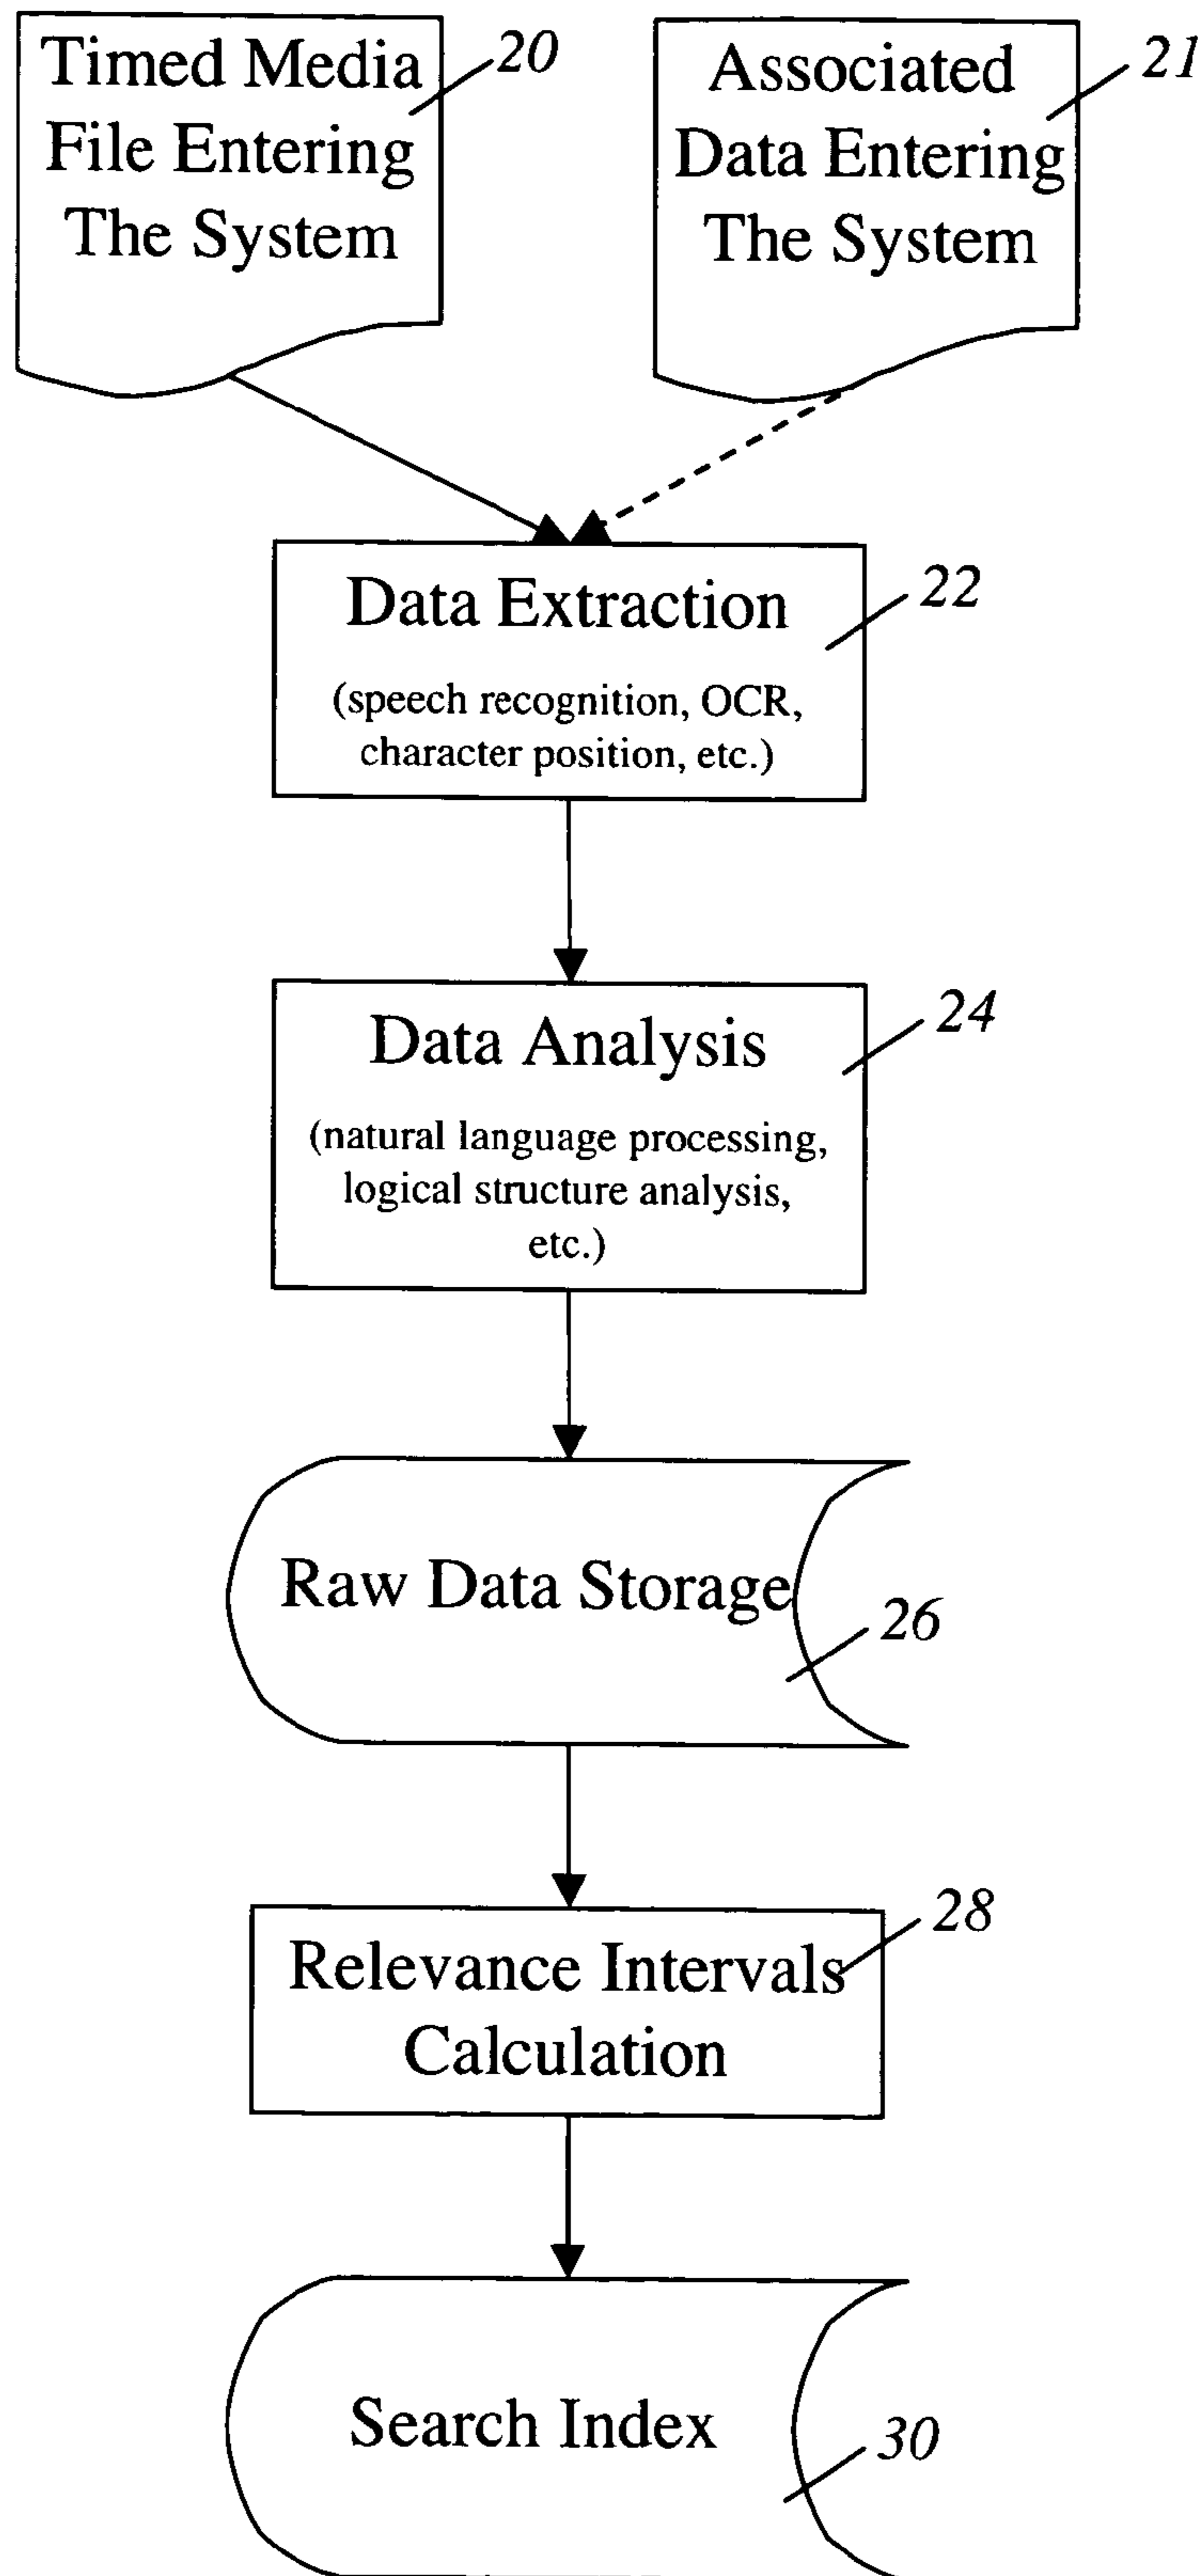 Timed Media
File Entering
The System
20
Associated
Data Entering
The System
21
Data Extraction
(speech recognition, OCR,
character position, etc.)
22
Data Analysis
(natural language processing,
logical structure analysis,
etc.)
24
Raw Data Storage
26
Relevance Intervals
Calculation
28
Search Index
30